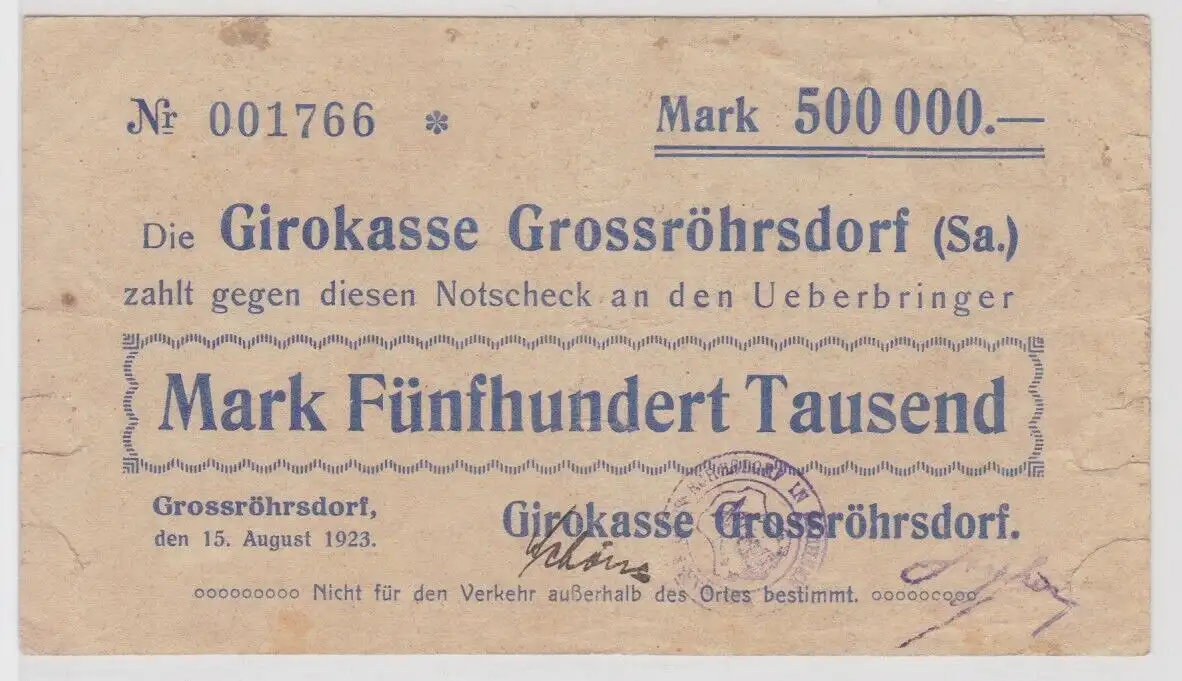 Nr 001766 * Mark 500 000.—
Die Girokasse Grossröhrsdorf (Sa.)
zahlt gegen diesen Notscheck an den Ueberbringer
Mark Fünfhundert Tausend
Grossröhrsdorf,
den 15. August 1923.
Girokasse Grossröhrsdorf.
Nicht für den Verkehr außerhalb des Ortes bestimmt.